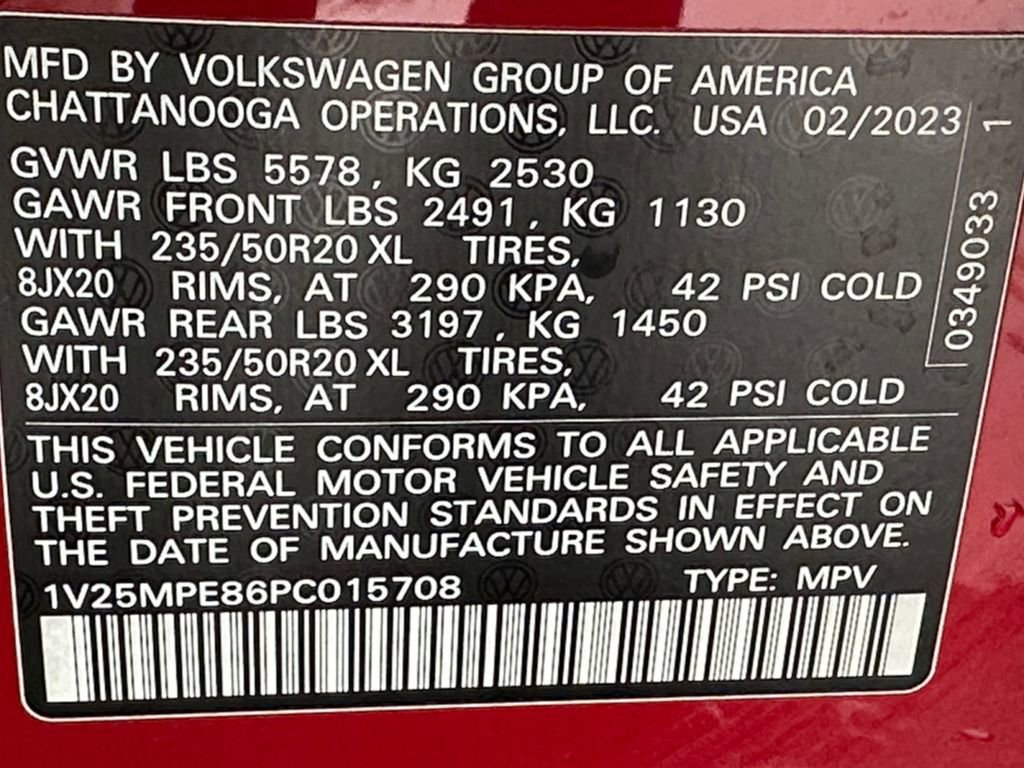 MFD BY VOLKSWAGEN GROUP OF AMERICA
CHATTANOOGA OPERATIONS, LLC. USA 02/2023
GVWR LBS 5578, KG 2530
GAWR FRONT LBS 2491, KG 1130
WITH 235/50R20 XL TIRES,
8JX20 RIMS, AT 290 KPA, 42 PSI COLD
GAWR REAR LBS 3197, KG 1450
WITH 235/50R20 XL TIRES,
8JX20 RIMS, AT 290 KPA, 42 PSI COLD
0349033 1
THIS VEHICLE CONFORMS TO ALL APPLICABLE
U.S. FEDERAL MOTOR VEHICLE SAFETY AND
THEFT PREVENTION STANDARDS IN EFFECT ON
THE DATE OF MANUFACTURE SHOWN ABOVE.
1V25MPE86PC015708 TYPE: MPV